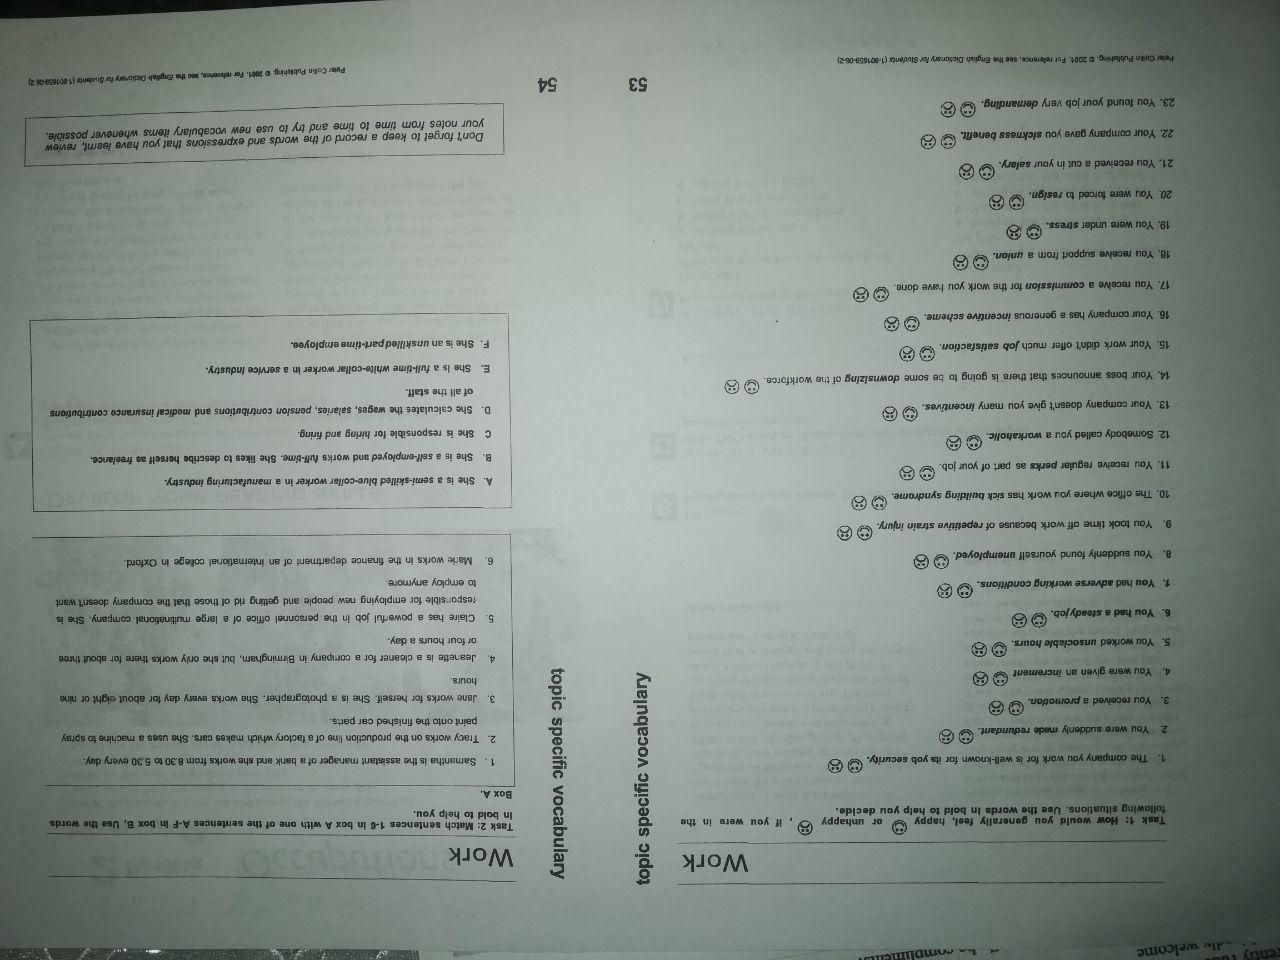 Work
Task 1: How would you generally feel, happy or unhappy , if you were in the
following situations. Use the words in bold to help you decide.
1. The company you work for is well-known for its yob security.
2. You were suddenly made redundant.
3. You received a promotion.
4. You were given an increment
5. You worked unsociable hours.
6. You had a steadyjob.
7. You had adverse working conditions.
8. You suddenly found yourself unemployed.
9. You took time off work because of repetitive strain injury.
10. The office where you work has sick building syndrome.
11. You receive regular perks as part of your job.
12. Somebody called you a workaholic.
13. Your company doesn't give you many incentives.
14. Your boss announces that there is going to be some downsizing of the workforce.
15. Your work didn't offer much job satisfaction.
16. Your company has a generous incentive scheme.
17. You receive a commission for the work you have done.
18. You receive support from a union.
19. You were under stress.
20. You were forced to resign.
21. You received a cut in your salary.
22. Your company gave you sickness benefit.
23. You found your job very demanding.
Peter Collin Publishing. © 2001. For reference, see the English Dictionary for Students (1-901659-06-2)
53
topic specific vocabulary
Work
Task 2: Match sentences 1-6 in box A with one of the sentences A-F in box B, Use the words
in bold to help you.
Box A.
1. Samantha is the assistant manager of a bank and she works from 8.30 to 5.30 every day.
2. Tracy works on the production line of a factory which makes cars. She uses a machine to spray
paint onto the finished car parts.
3. Jane works for herself. She is a photographer. She works every day for about eight or nine
hours.
4. Jeanette is a cleaner for a company in Birmingham, but she only works there for about three
or four hours a day.
5. Claire has a powerful job in the personnel office of a large multinational company. She is
responsible for employing new people and getting rid of those that the company doesn't want
to employ anymore.
6. Marie works in the finance department of an international college in Oxford.
A. She is a semi-skilled blue-collar worker in a manufacturing industry.
B. She is a self-employed and works full-time. She likes to describe herself as freelance.
C She is responsible for hiring and firing.
D. She calculates the wages, salaries, pension contributions and medical insurance contributions
of all the staff.
E. She is a full-time white-collar worker in a service industry.
F. She is an unskilled part-time employee.
Don't forget to keep a record of the words and expressions that you have learnt, review
your notes from time to time and try to use new vocabulary items whenever possible.
Peter Collin Publishing. © 2001. For reference, see the English Dictionary for Students (1-901659-06-2)
54
topic specific vocabulary